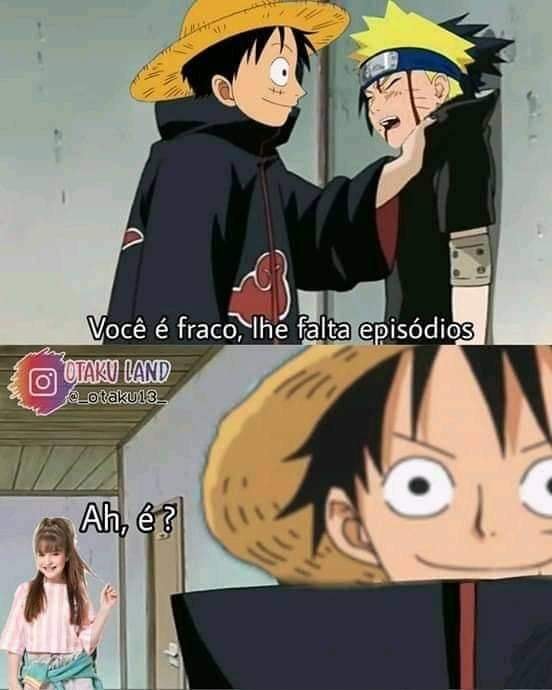 Você é fraco, lhe falta episódios
OTAKU LAND
@_otaku13_
Ah, é ?